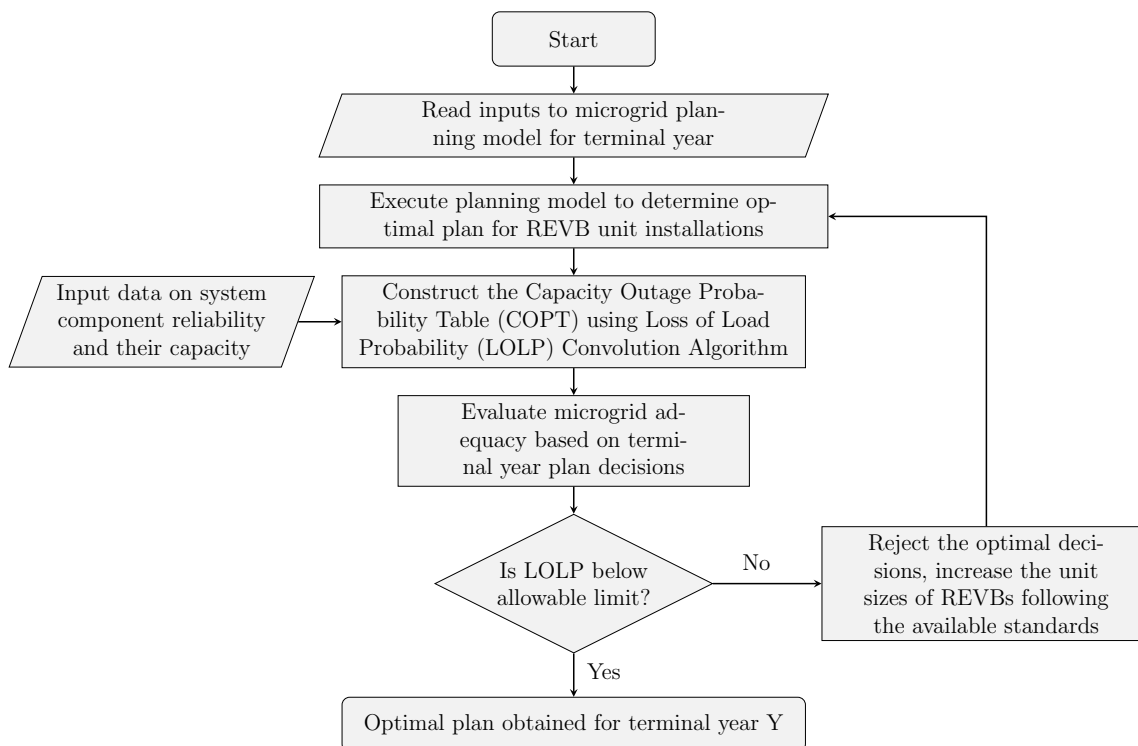 Start
Read inputs to microgrid plan-
ning model for terminal year
Execute planning model to determine op-
timal plan for REVB unit installations
Input data on system
component reliability
and their capacity
Construct the Capacity Outage Proba-
bility Table (COPT) using Loss of Load
Probability (LOLP) Convolution Algorithm
Evaluate microgrid ad-
equacy based on termi-
nal year plan decisions
Is LOLP below
allowable limit?
No
Reject the optimal deci-
sions, increase the unit
sizes of REVBs following
the available standards
Yes
Optimal plan obtained for terminal year Y